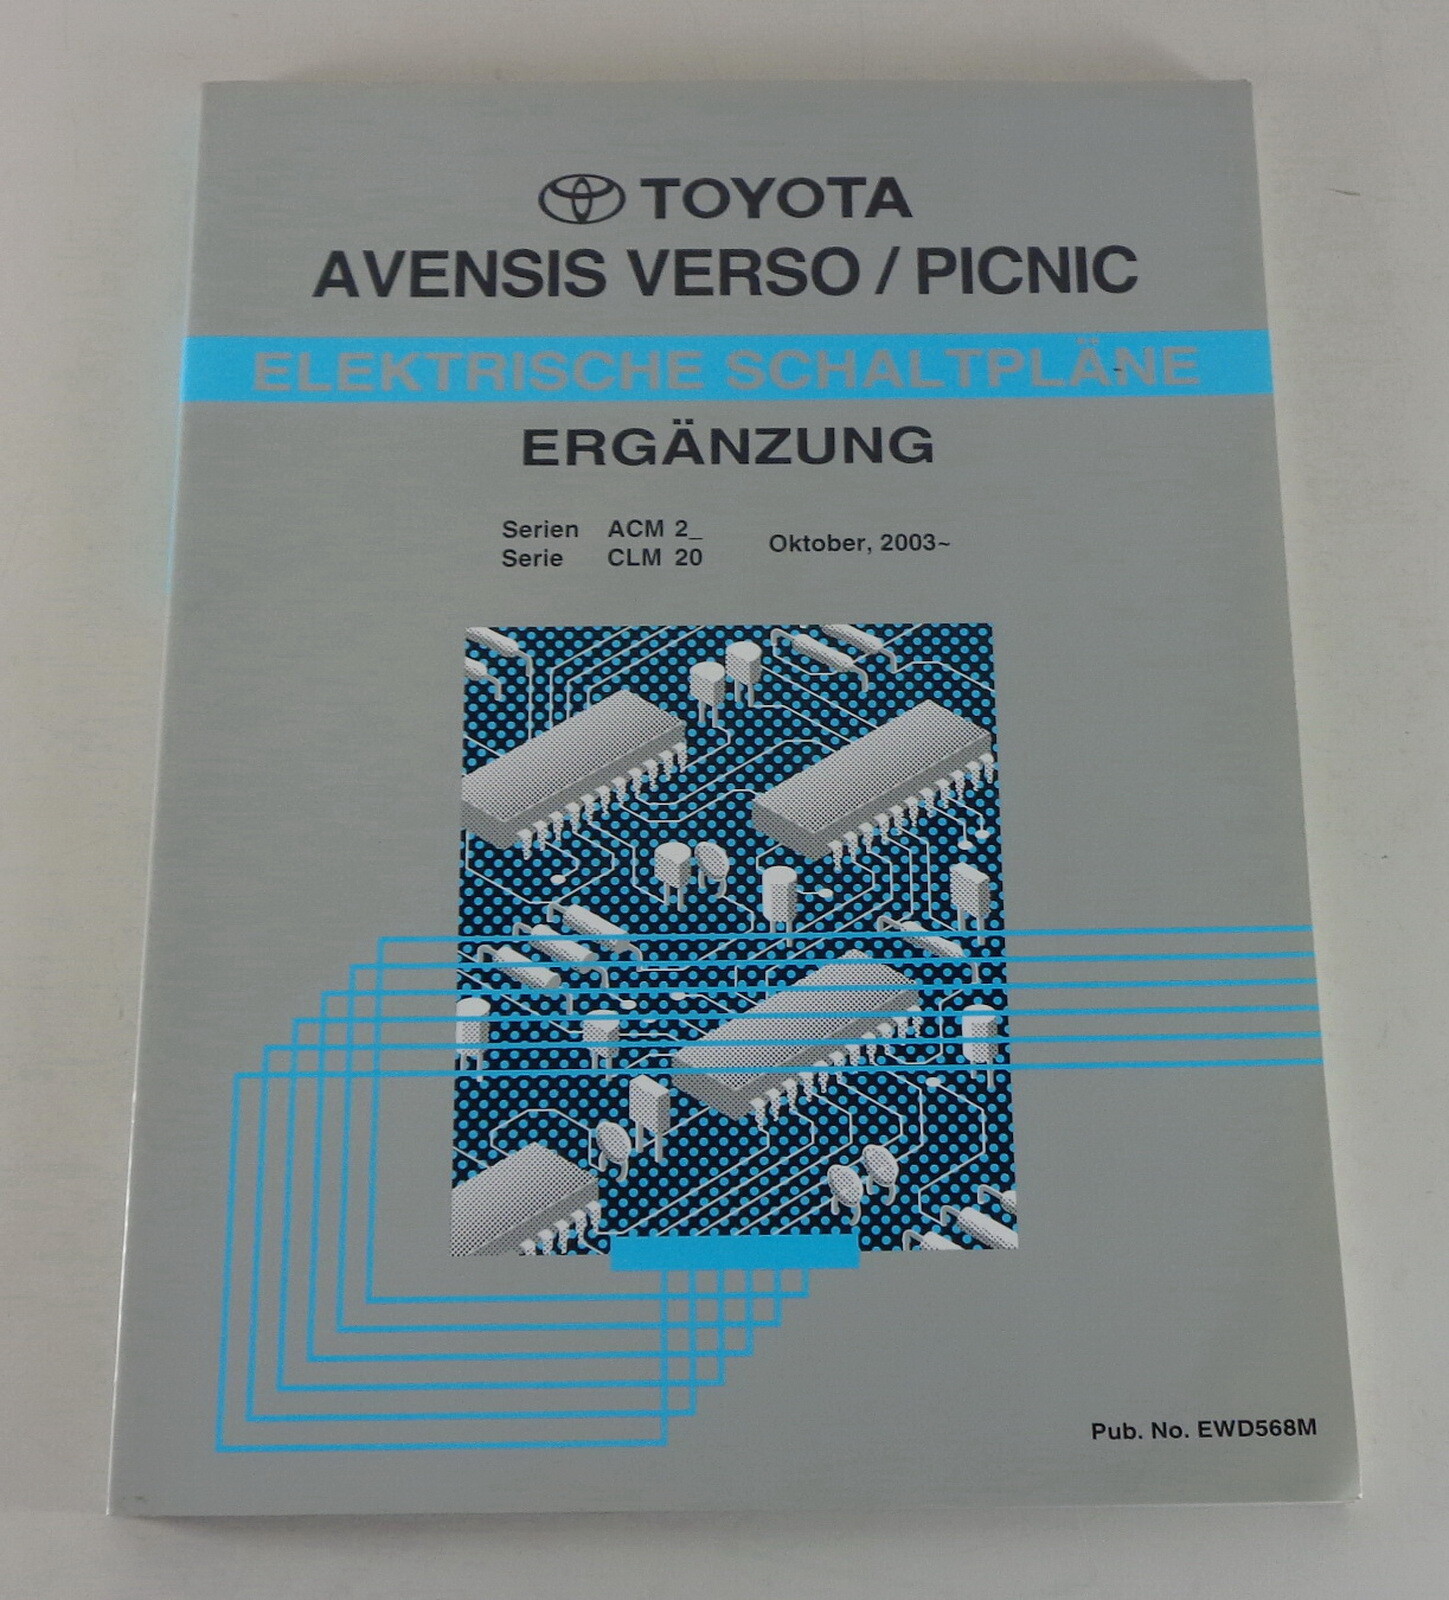 TOYOTA
AVENSIS VERSO / PICNIC
ELEKTRISCHE SCHALTPLÄNE
ERGÄNZUNG
Serien ACM 2_
Serie CLM 20
Oktober, 2003~
Pub. No. EWD568M